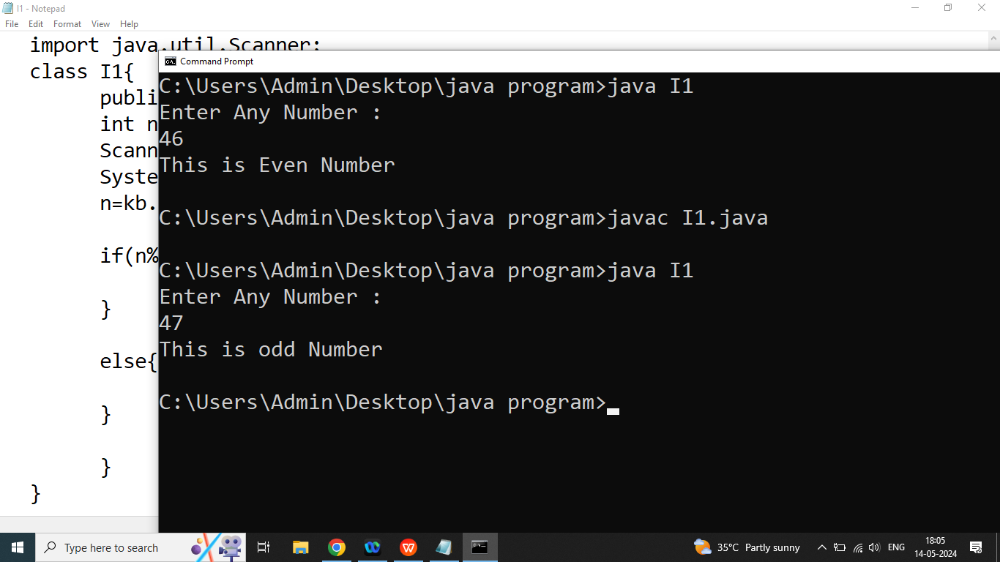 I1 - Notepad
File Edit Format View Help
import java.util.Scanner;
class I1{
publi
int n
Scann
Syste
n=kb.
if(n%
}
else{
}
}
}
Command Prompt
C:\Users\Admin\Desktop\java program>java I1
Enter Any Number :
46
This is Even Number
C:\Users\Admin\Desktop\java program>javac I1.java
C:\Users\Admin\Desktop\java program>java I1
Enter Any Number :
47
This is odd Number
C:\Users\Admin\Desktop\java program>
Type here to search
35°C Partly sunny
ENG
18:05
14-05-2024